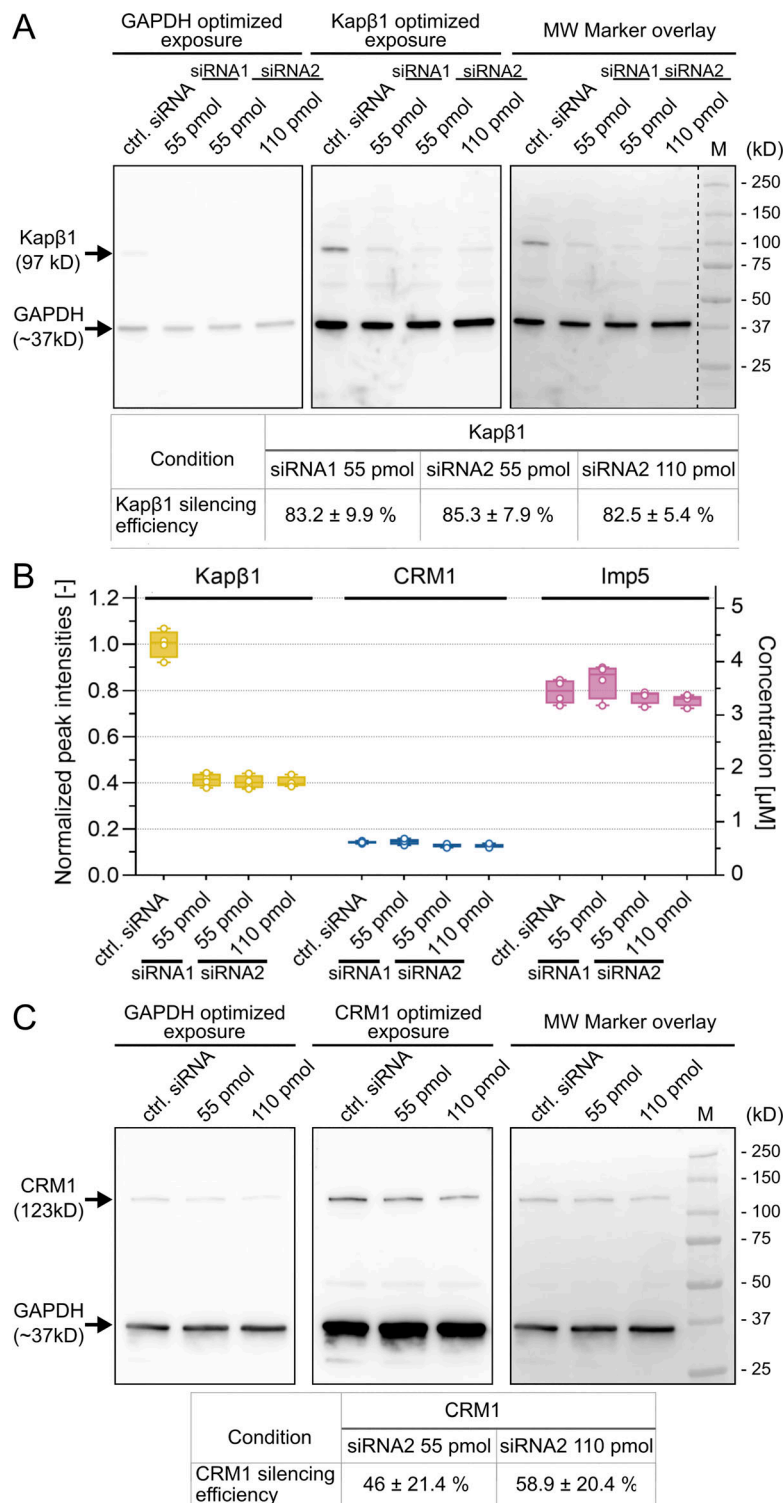 A
GAPDH optimized exposure
Kapβ1 optimized exposure
MW Marker overlay
siRNA1 siRNA2
siRNA1 siRNA2
siRNA1 siRNA2
ctrl. siRNA 55 pmol 55 pmol 110 pmol
ctrl. siRNA 55 pmol 55 pmol 110 pmol
ctrl. siRNA 55 pmol 55 pmol 110 pmol M (kD)
Kapβ1
(97 kD)
GAPDH
(~37kD)
- 250
- 150
- 100
- 75
- 50
- 37
- 25
Kapβ1
Condition
siRNA1 55 pmol siRNA2 55 pmol siRNA2 110 pmol
Kapβ1 silencing
efficiency
83.2 ± 9.9 % 85.3 ± 7.9 % 82.5 ± 5.4 %
B
Kapβ1 CRM1 Imp5
Normalized peak intensities [-]
1.2
1.0
0.8
0.6
0.4
0.2
0.0
5
4
3
2
1
0
Concentration [µM]
ctrl. siRNA 55 pmol 55 pmol 110 pmol
ctrl. siRNA 55 pmol 55 pmol 110 pmol
ctrl. siRNA 55 pmol 55 pmol 110 pmol
siRNA1 siRNA2
siRNA1 siRNA2
siRNA1 siRNA2
C
GAPDH optimized
exposure
CRM1 optimized
exposure
MW Marker overlay
ctrl. siRNA 55 pmol 110 pmol
ctrl. siRNA 55 pmol 110 pmol
ctrl. siRNA 55 pmol 110 pmol M (kD)
CRM1
(123kD)
GAPDH
(~37kD)
- 250
- 150
- 100
- 75
- 50
- 37
- 25
CRM1
Condition
siRNA2 55 pmol siRNA2 110 pmol
CRM1 silencing
efficiency
46 ± 21.4 % 58.9 ± 20.4 %